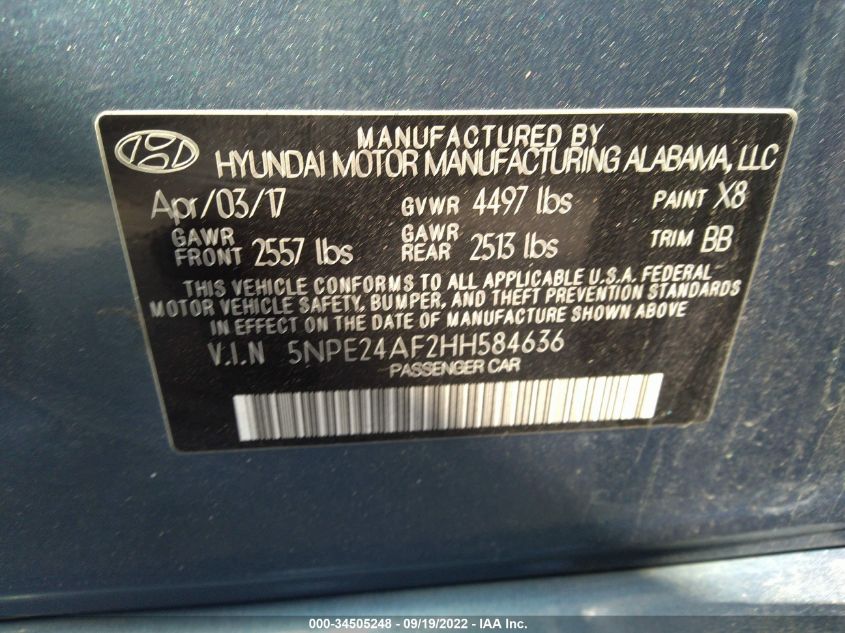 MANUFACTURED BY
HYUNDAI MOTOR MANUFACTURING ALABAMA, LLC
Apr/03/17 GVWR 4497 lbs PAINT X8
GAWR FRONT 2557 lbs GAWR REAR 2513 lbs TRIM BB
THIS VEHICLE CONFORMS TO ALL APPLICABLE U.S.A. FEDERAL
MOTOR VEHICLE SAFETY, BUMPER, AND THEFT PREVENTION STANDARDS
IN EFFECT ON THE DATE OF MANUFACTURE SHOWN ABOVE
V.I.N 5NPE24AF2HH584636
PASSENGER CAR
000-34505248 - 09/19/2022 - IAA Inc.